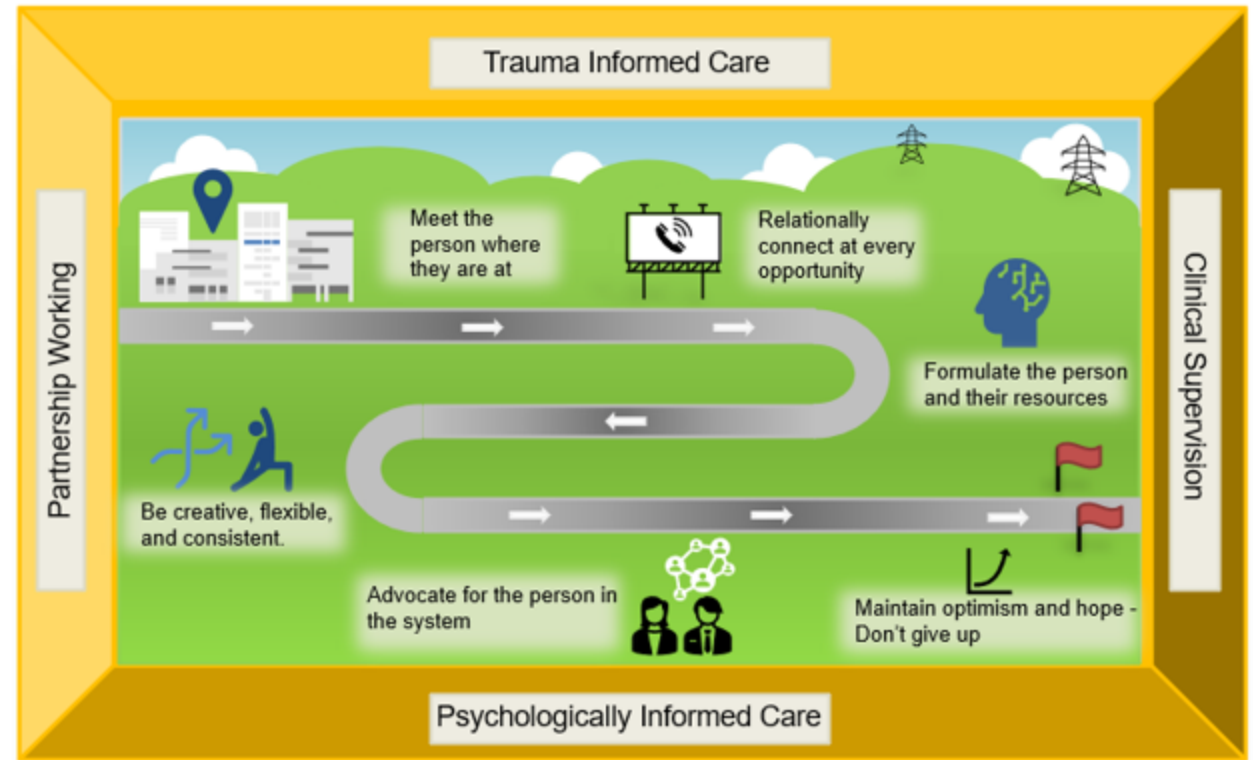 Trauma Informed Care
Partnership Working
Clinical Supervision
Meet the
person where
they are at
Relationally
connect at every
opportunity
Formulate the person
and their resources
Be creative, flexible,
and consistent.
Advocate for the person in
the system
Maintain optimism and hope -
Don't give up
Psychologically Informed Care